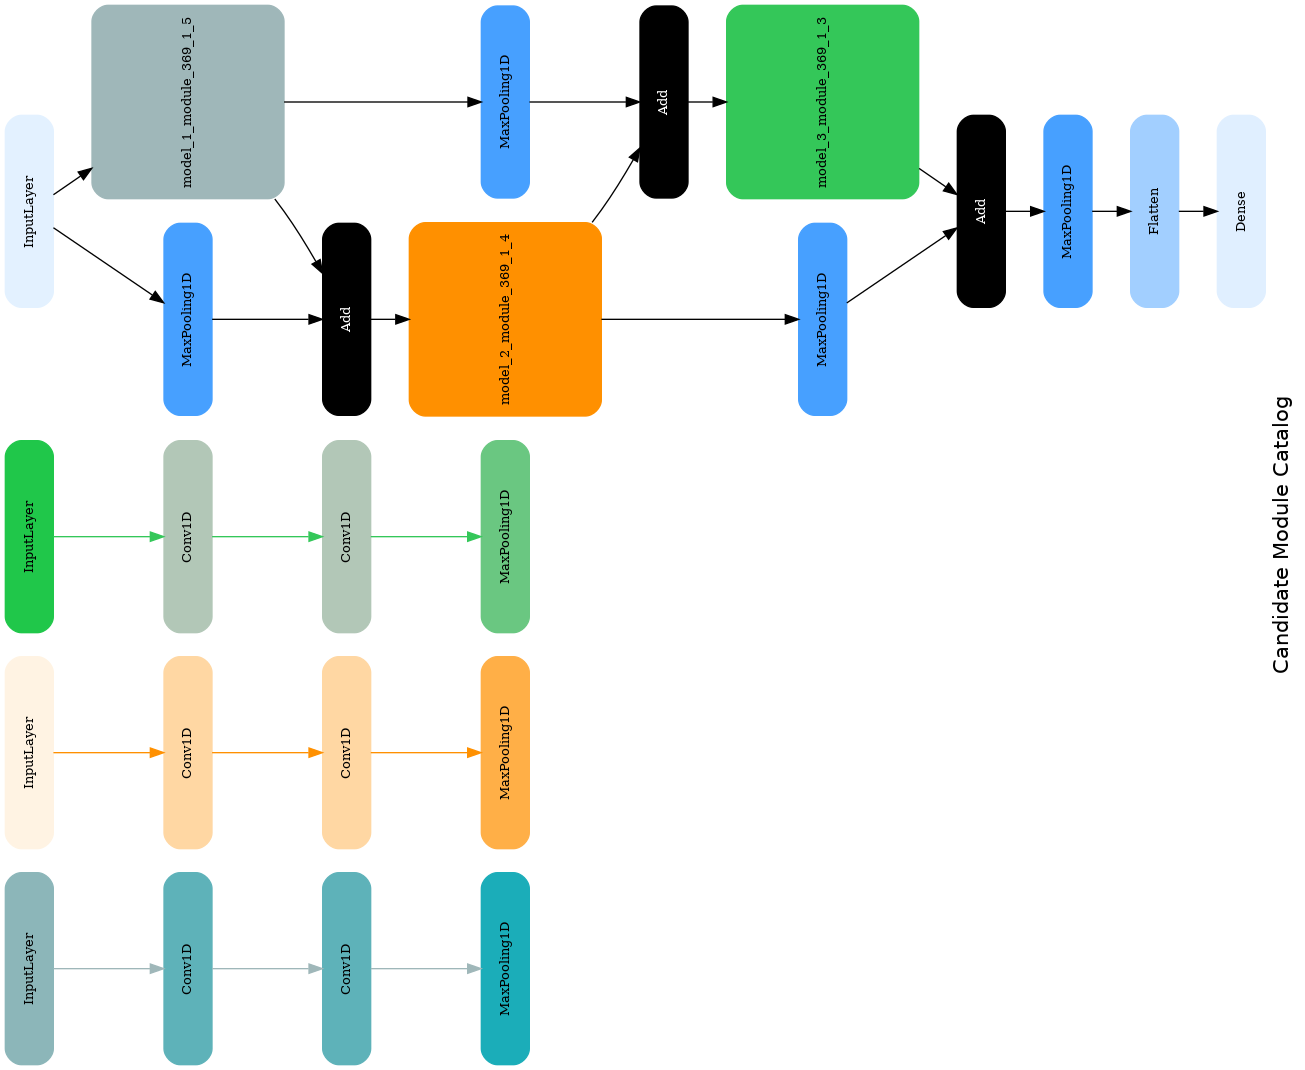 InputLayer
model_1_module_369_1_5
MaxPooling1D
MaxPooling1D
Add
model_2_module_369_1_4
Add
model_3_module_369_1_3
MaxPooling1D
Add
MaxPooling1D
Flatten
Dense
InputLayer
Conv1D
Conv1D
MaxPooling1D
InputLayer
Conv1D
Conv1D
MaxPooling1D
InputLayer
Conv1D
Conv1D
MaxPooling1D
Candidate Module Catalog